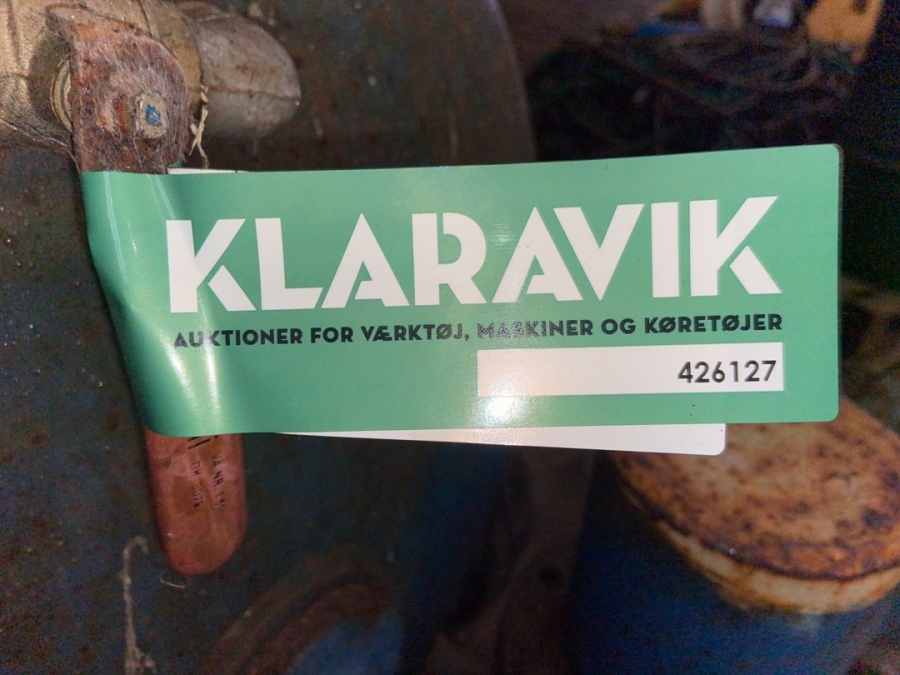 KLARAVIK
AUKTIONER FOR VÆRKTØJ, MASKINER OG KØRETØJER
426127